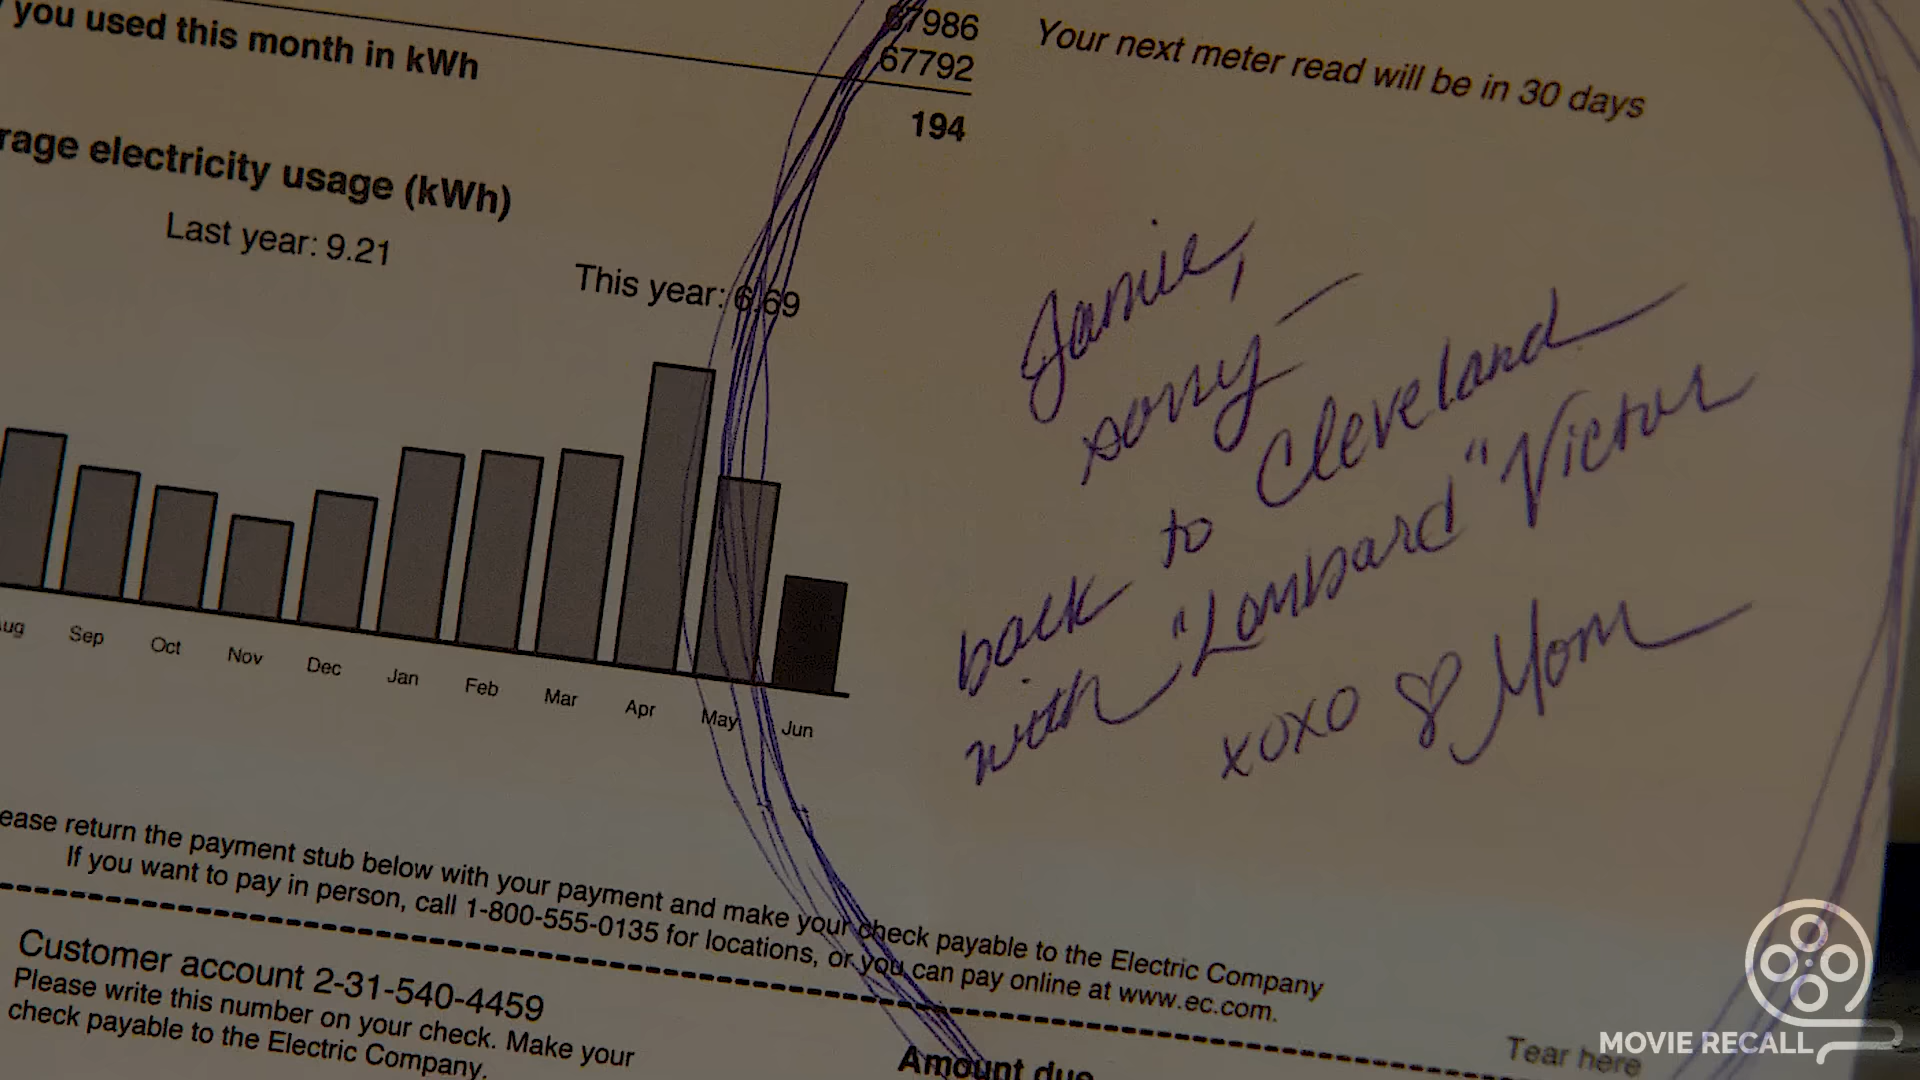 you used this month in kWh
67986
67792
194
Your next meter read will be in 30 days
rage electricity usage (kWh)
Last year: 9.21
This year: 6.69
ug Sep Oct Nov Dec Jan Feb Mar Apr May Jun
Jamie,
sorry —
back to Cleveland
with "Lombard" Victor
xoxo ♡ Mom
ease return the payment stub below with your payment and make your check payable to the Electric Company
If you want to pay in person, call 1-800-555-0135 for locations, or you can pay online at www.ec.com.
Customer account 2-31-540-4459
Please write this number on your check. Make your
check payable to the Electric Company.
Amount due
Tear here
MOVIE RECALL